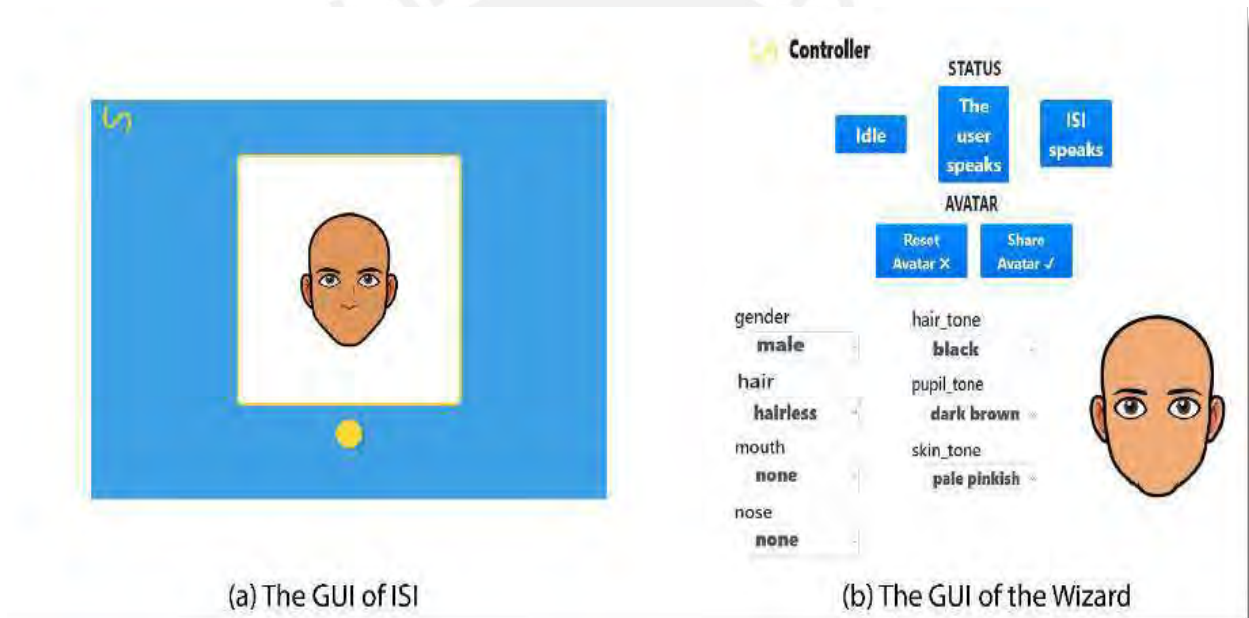 Controller
STATUS
Idle
The
user
speaks
ISI
speaks
AVATAR
Reset
Avatar ✕
Share
Avatar ✓
gender
male
hair
hairless
mouth
none
nose
none
hair_tone
black
pupil_tone
dark brown
skin_tone
pale pinkish
(a) The GUI of ISI
(b) The GUI of the Wizard